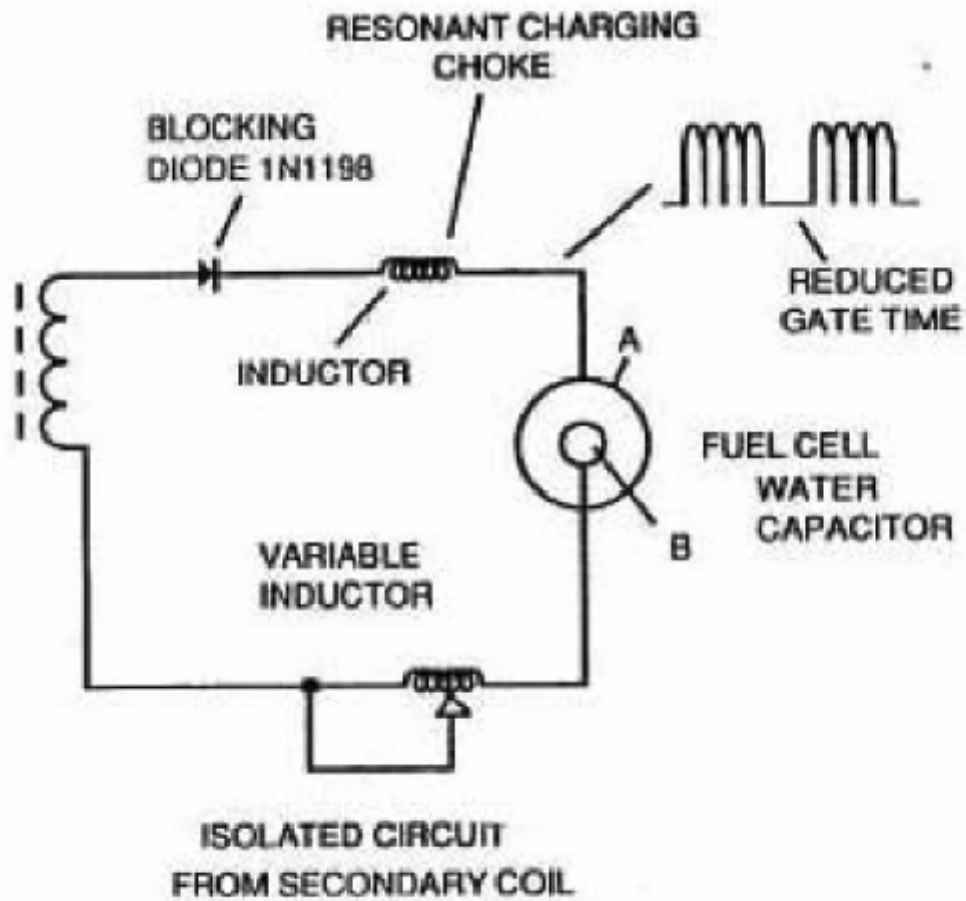 RESONANT CHARGING
CHOKE
BLOCKING
DIODE 1N1198
REDUCED
GATE TIME
INDUCTOR
A
FUEL CELL
WATER
CAPACITOR
B
VARIABLE
INDUCTOR
ISOLATED CIRCUIT
FROM SECONDARY COIL